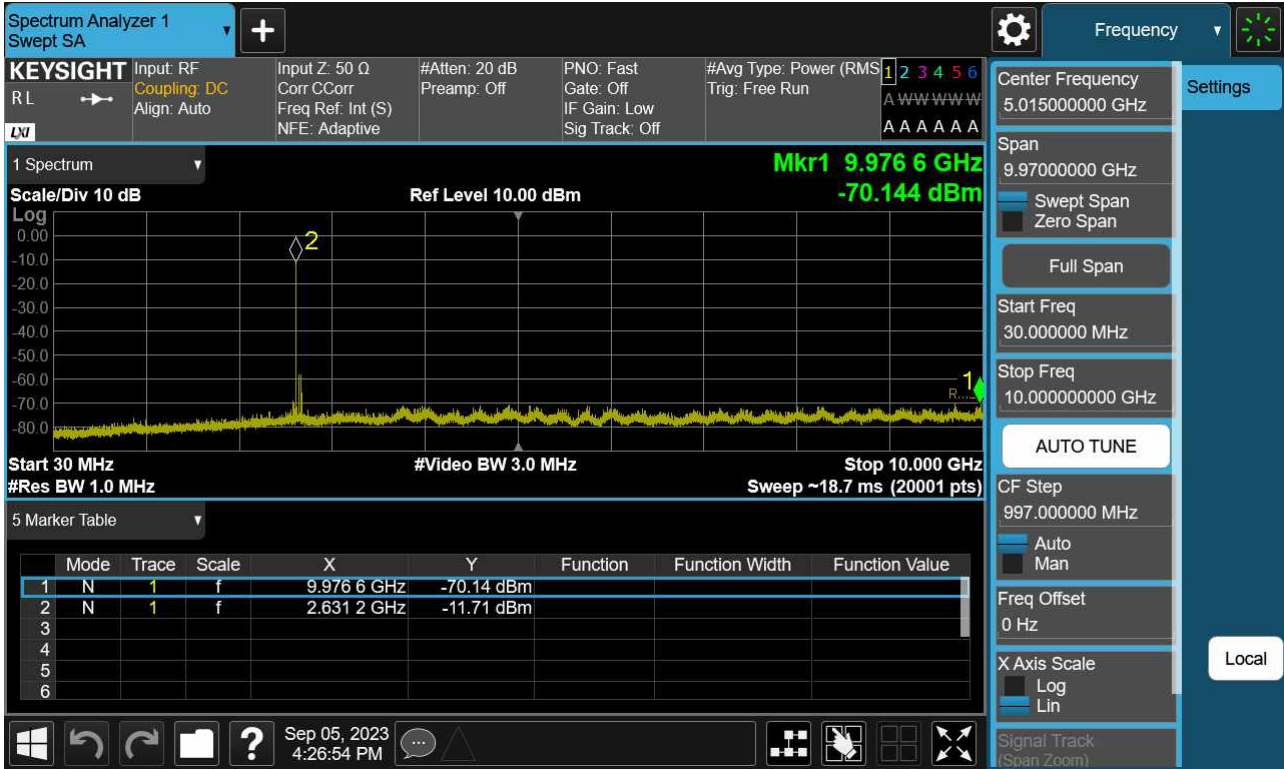 Spectrum Analyzer 1
Swept SA
Frequency
KEYSIGHT
R L
LXI
Input: RF
Coupling: DC
Align: Auto
Input Z: 50 Ω
Corr CCorr
Freq Ref: Int (S)
NFE: Adaptive
#Atten: 20 dB
Preamp: Off
PNO: Fast
Gate: Off
IF Gain: Low
Sig Track: Off
#Avg Type: Power (RMS
Trig: Free Run
1 2 3 4 5 6
A W W W W W
A A A A A A
1 Spectrum
Mkr1 9.976 6 GHz
-70.144 dBm
Scale/Div 10 dB
Ref Level 10.00 dBm
Log
0.00
-10.0
-20.0
-30.0
-40.0
-50.0
-60.0
-70.0
-80.0
2
1
Start 30 MHz
#Video BW 3.0 MHz
Stop 10.000 GHz
#Res BW 1.0 MHz
Sweep ~18.7 ms (20001 pts)
5 Marker Table
Mode Trace Scale X Y Function Function Width Function Value
1 N 1 f 9.976 6 GHz -70.14 dBm
2 N 1 f 2.631 2 GHz -11.71 dBm
3
4
5
6
Sep 05, 2023
4:26:54 PM
Center Frequency
5.015000000 GHz
Span
9.97000000 GHz
Swept Span
Zero Span
Full Span
Start Freq
30.000000 MHz
Stop Freq
10.000000000 GHz
AUTO TUNE
CF Step
997.000000 MHz
Auto
Man
Freq Offset
0 Hz
X Axis Scale
Log
Lin
Signal Track
(Span Zoom)
Settings
Local